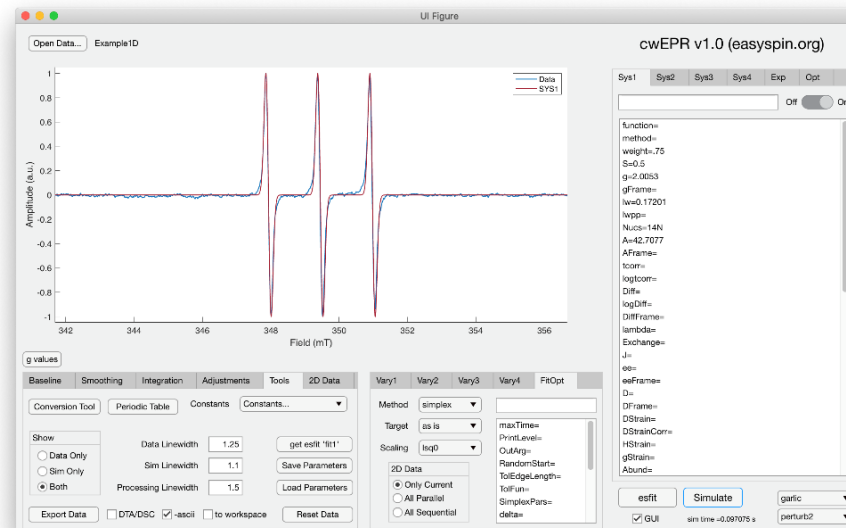 UI Figure
Open Data... Example1D
cwEPR v1.0 (easyspin.org)
Data
SYS1
1
0.8
0.6
0.4
0.2
0
-0.2
-0.4
-0.6
-0.8
-1
Amplitude (a.u.)
342 344 346 348 350 352 354 356
Field (mT)
Sys1 Sys2 Sys3 Sys4 Exp Opt
Off On
function=
method=
weight=.75
S=0.5
g=2.0053
gFrame=
lw=0.17201
lwpp=
Nucs=14N
A=42.7077
AFrame=
tcorr=
logtcorr=
Diff=
logDiff=
DiffFrame=
lambda=
Exchange=
J=
ee=
eeFrame=
D=
DFrame=
DStrain=
DStrainCorr=
HStrain=
gStrain=
Abund=
g values
Baseline Smoothing Integration Adjustments Tools 2D Data
Conversion Tool Periodic Table Constants Constants...
Show
Data Only
Sim Only
Both
Data Linewidth 1.25 get esfit 'fit1'
Sim Linewidth 1.1 Save Parameters
Processing Linewidth 1.5 Load Parameters
Export Data DTA/DSC -ascii to workspace Reset Data
Vary1 Vary2 Vary3 Vary4 FitOpt
Method simplex
Target as is
Scaling lsq0
2D Data
Only Current
All Parallel
All Sequential
maxTime=
PrintLevel=
OutArg=
RandomStart=
TolEdgeLength=
TolFun=
SimplexPars=
delta=
esfit Simulate garlic
GUI sim time =0.097075 s perturb2